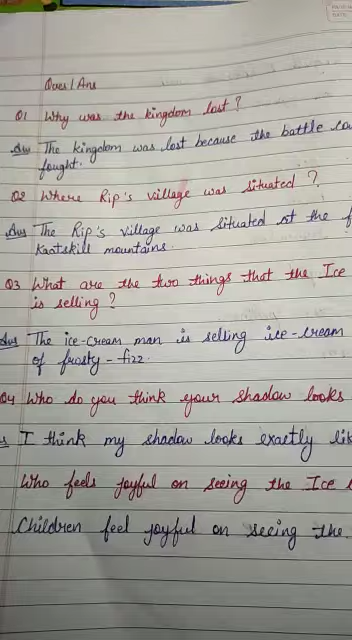 Ques/Ans
Q1 Why was the kingdom lost?
Ans The kingdom was lost because the battle
fought.
Q2 Where Rip's village was situated?
Ans The Rip's village was situated at the
Kaatskill mountains.
Q3 What are the two things that the Ice
is selling?
Ans The ice-cream man is selling ice-cream
of frosty-fizz.
Q4 Who do you think your shadow looks
I think my shadow looks exactly
Who feels joyful on seeing the Ice
Children feel joyful on seeing the